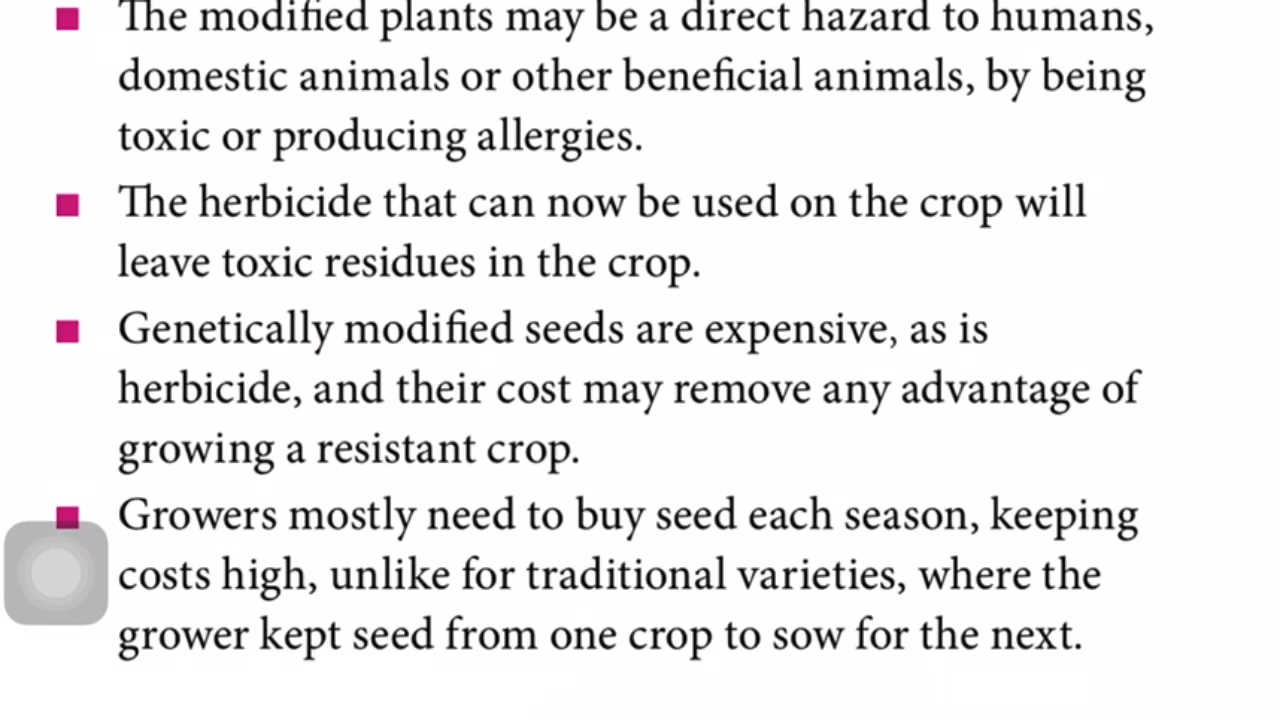 The modified plants may be a direct hazard to humans,
domestic animals or other beneficial animals, by being
toxic or producing allergies.
The herbicide that can now be used on the crop will
leave toxic residues in the crop.
Genetically modified seeds are expensive, as is
herbicide, and their cost may remove any advantage of
growing a resistant crop.
Growers mostly need to buy seed each season, keeping
costs high, unlike for traditional varieties, where the
grower kept seed from one crop to sow for the next.